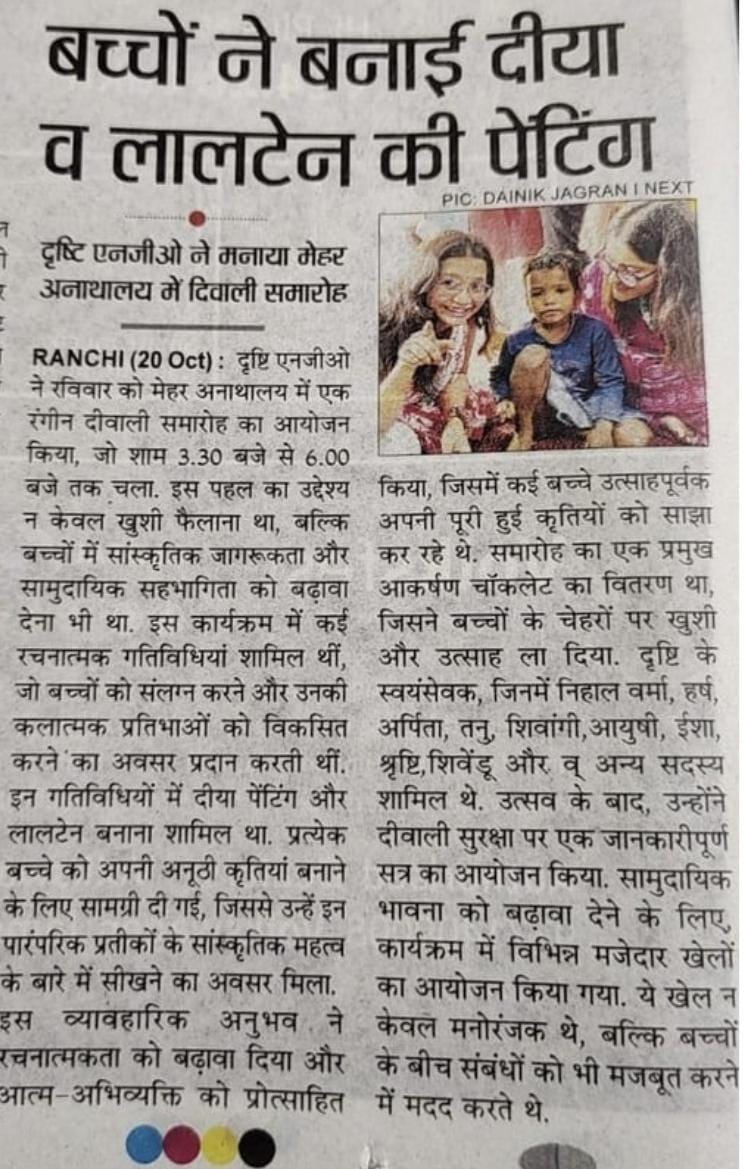 बच्चों ने बनाई दीया
व लालटेन की पेंटिंग
PIC: DAINIK JAGRAN I NEXT
दृष्टि एनजीओ ने मनाया मेहर
अनाथालय में दिवाली समारोह
RANCHI (20 Oct) : दृष्टि एनजीओ
ने रविवार को मेहर अनाथालय में एक
रंगीन दीवाली समारोह का आयोजन
किया, जो शाम 3.30 बजे से 6.00
बजे तक चला. इस पहल का उद्देश्य
न केवल खुशी फैलाना था, बल्कि
बच्चों में सांस्कृतिक जागरूकता और
सामुदायिक सहभागिता को बढ़ावा
देना भी था. इस कार्यक्रम में कई
रचनात्मक गतिविधियां शामिल थीं,
जो बच्चों को संलग्न करने और उनकी
कलात्मक प्रतिभाओं को विकसित
करने का अवसर प्रदान करती थीं.
इन गतिविधियों में दीया पेंटिंग और
लालटेन बनाना शामिल था. प्रत्येक
बच्चे को अपनी अनूठी कृतियां बनाने
के लिए सामग्री दी गई, जिससे उन्हें इन
पारंपरिक प्रतीकों के सांस्कृतिक महत्व
के बारे में सीखने का अवसर मिला.
इस व्यावहारिक अनुभव ने
रचनात्मकता को बढ़ावा दिया और
आत्म-अभिव्यक्ति को प्रोत्साहित
किया, जिसमें कई बच्चे उत्साहपूर्वक
अपनी पूरी हुई कृतियों को साझा
कर रहे थे. समारोह का एक प्रमुख
आकर्षण चॉकलेट का वितरण था,
जिसने बच्चों के चेहरों पर खुशी
और उत्साह ला दिया. दृष्टि के
स्वयंसेवक, जिनमें निहाल वर्मा, हर्ष,
अर्पिता, तनु, शिवांगी,आयुषी, ईशा,
श्रृष्टि,शिवेंडू और व् अन्य सदस्य
शामिल थे. उत्सव के बाद, उन्होंने
दीवाली सुरक्षा पर एक जानकारीपूर्ण
सत्र का आयोजन किया. सामुदायिक
भावना को बढ़ावा देने के लिए,
कार्यक्रम में विभिन्न मजेदार खेलों
का आयोजन किया गया. ये खेल न
केवल मनोरंजक थे, बल्कि बच्चों
के बीच संबंधों को भी मजबूत करने
में मदद करते थे.